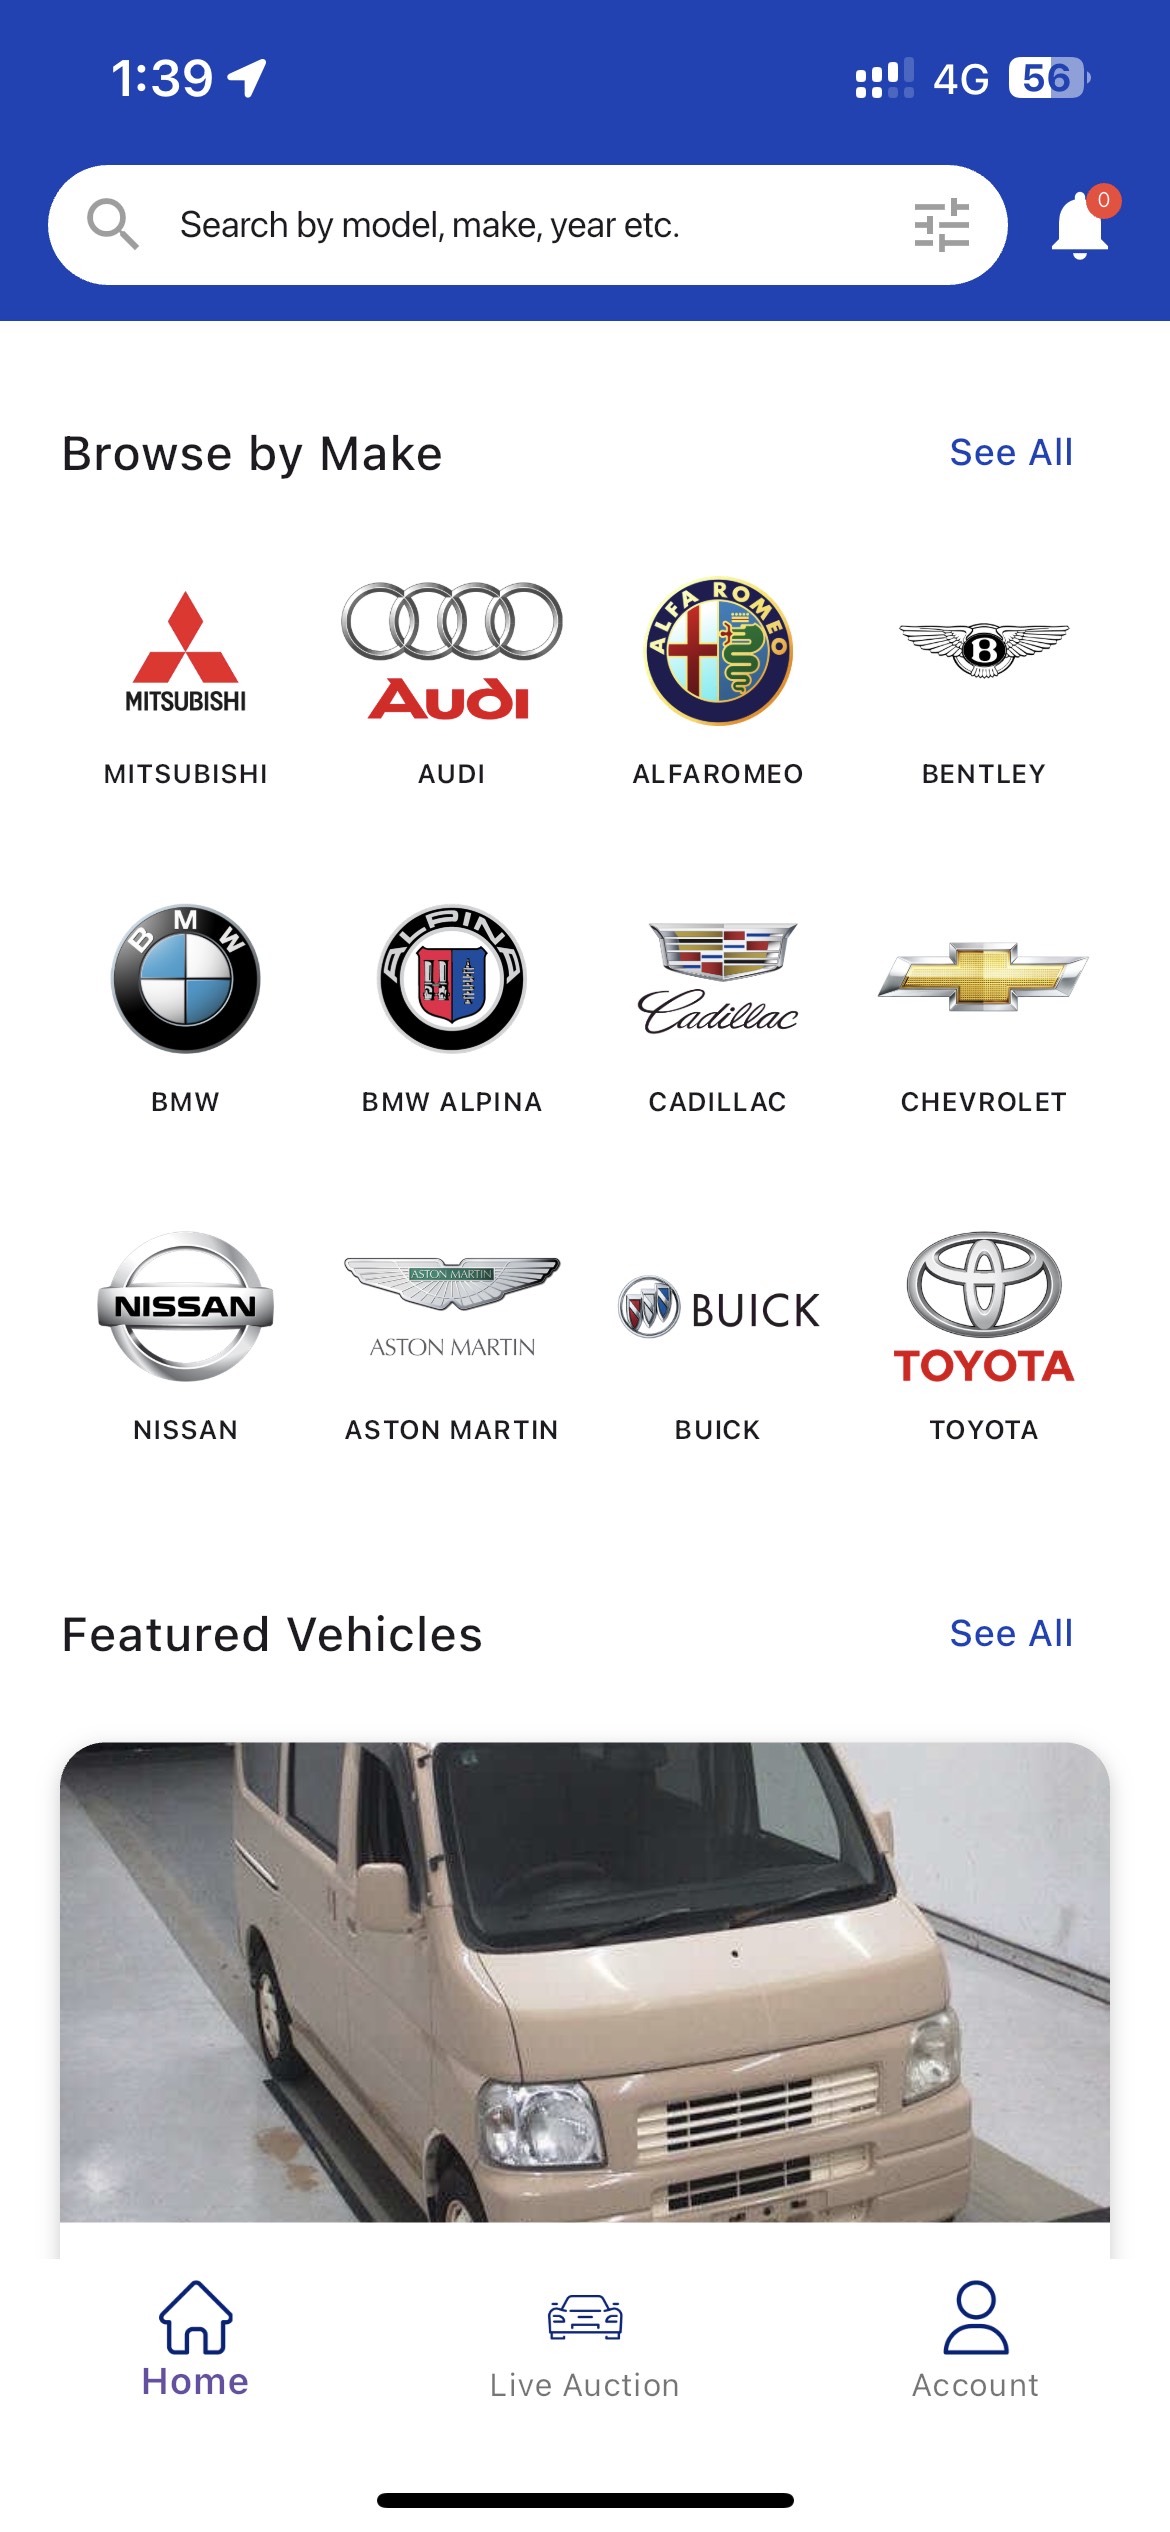 1:39 4G 56
Search by model, make, year etc. 0
Browse by Make See All
ALFA ROMEO
B
MITSUBISHI Audi
MITSUBISHI AUDI ALFAROMEO BENTLEY
BMW ALPINA
Cadillac
BMW BMW ALPINA CADILLAC CHEVROLET
ASTON MARTIN
NISSAN BUICK
ASTON MARTIN TOYOTA
NISSAN ASTON MARTIN BUICK TOYOTA
Featured Vehicles See All
Home Live Auction Account